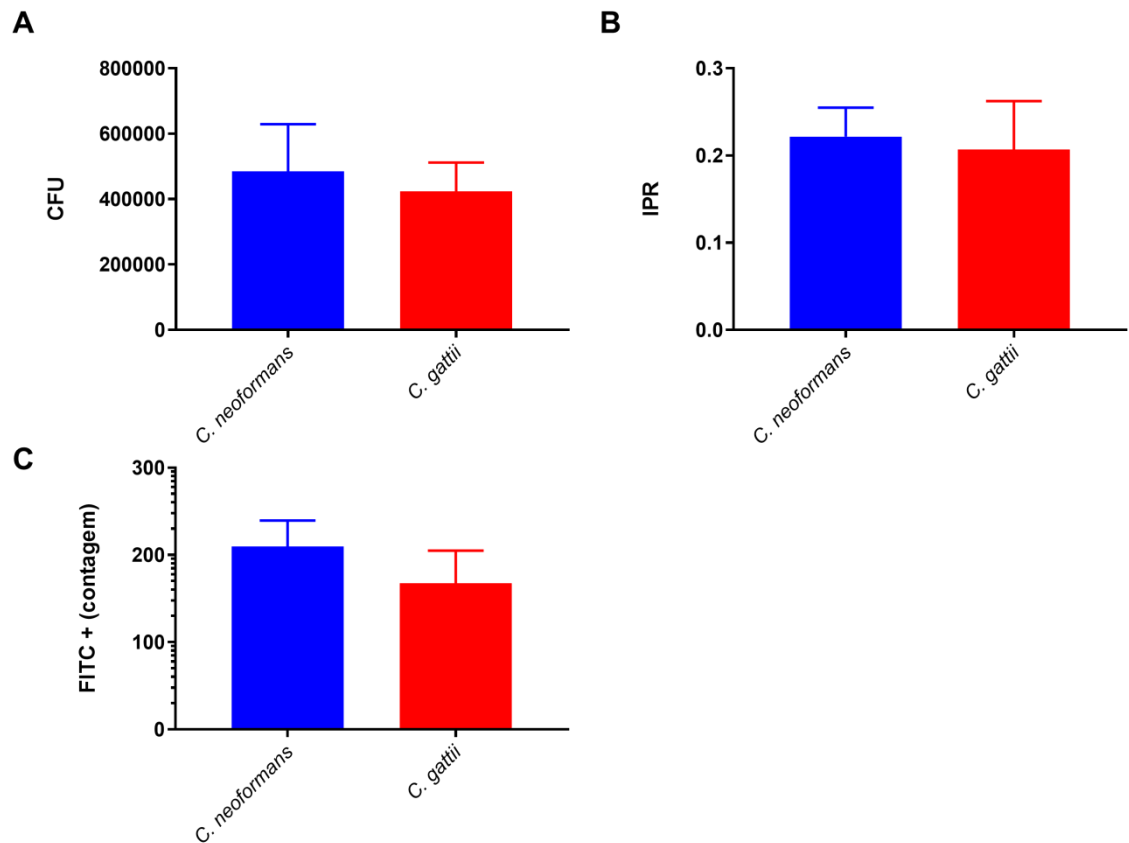 A
800000
600000
400000
200000
0
CFU
C. neoformans
C. gattii
B
0.3
0.2
0.1
0.0
IPR
C. neoformans
C. gattii
C
300
200
100
0
FITC + (contagem)
C. neoformans
C. gattii